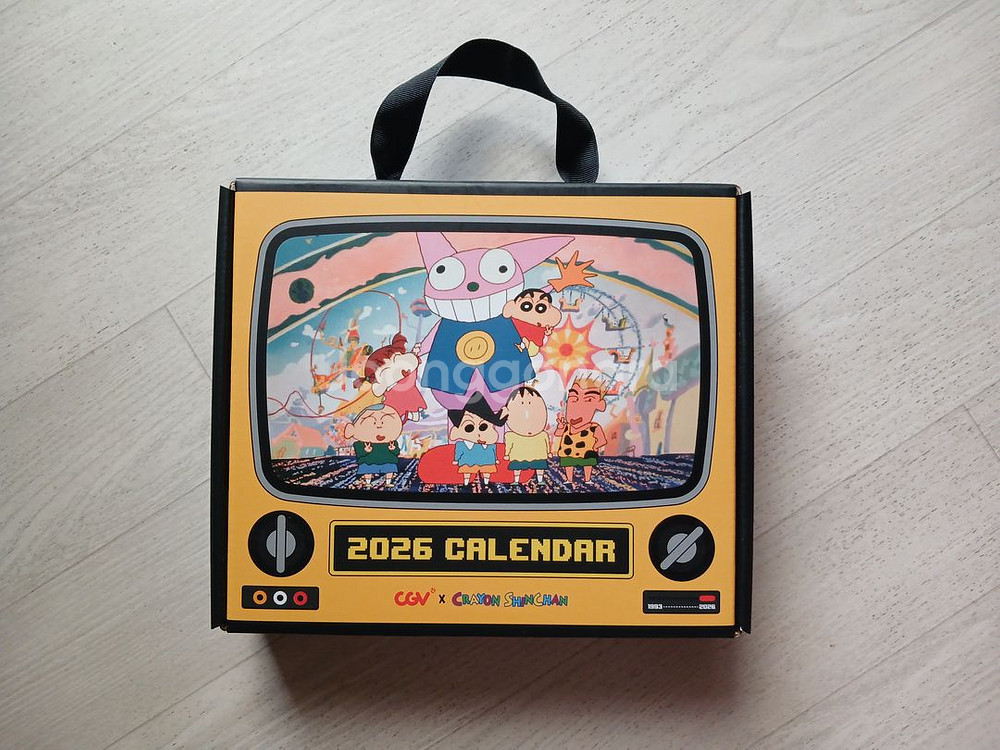 2026 CALENDAR
CGV X CRAYON SHINCHAN
1993 2026